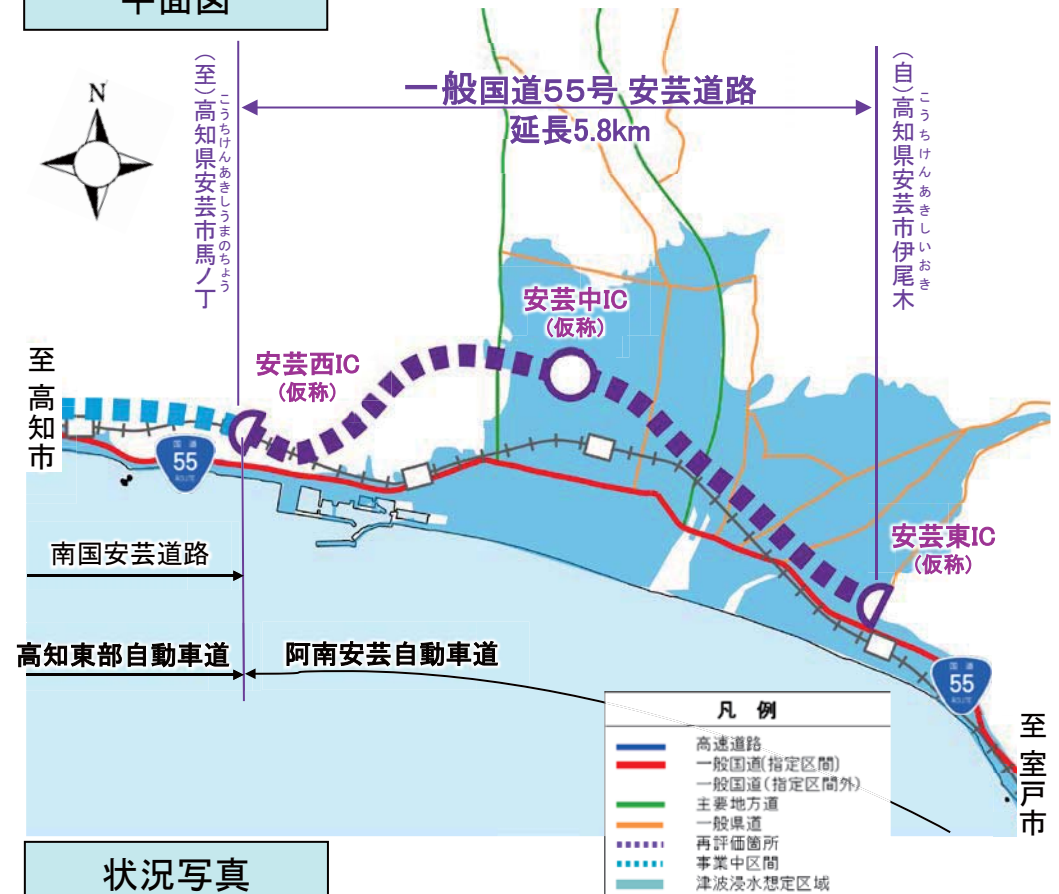 平面図
N
(至)高知県安芸市馬ノ丁
こうちけんあきしうまのちょう
一般国道55号 安芸道路
延長5.8km
(自)高知県安芸市伊尾木
こうちけんあきしいおき
安芸中IC
(仮称)
安芸西IC
(仮称)
至高知市
国道
55
ROUTE
安芸東IC
(仮称)
南国安芸道路
高知東部自動車道
阿南安芸自動車道
国道
55
ROUTE
至室戸市
凡 例
高速道路
一般国道(指定区間)
一般国道(指定区間外)
主要地方道
一般県道
再評価箇所
事業中区間
津波浸水想定区域
状況写真